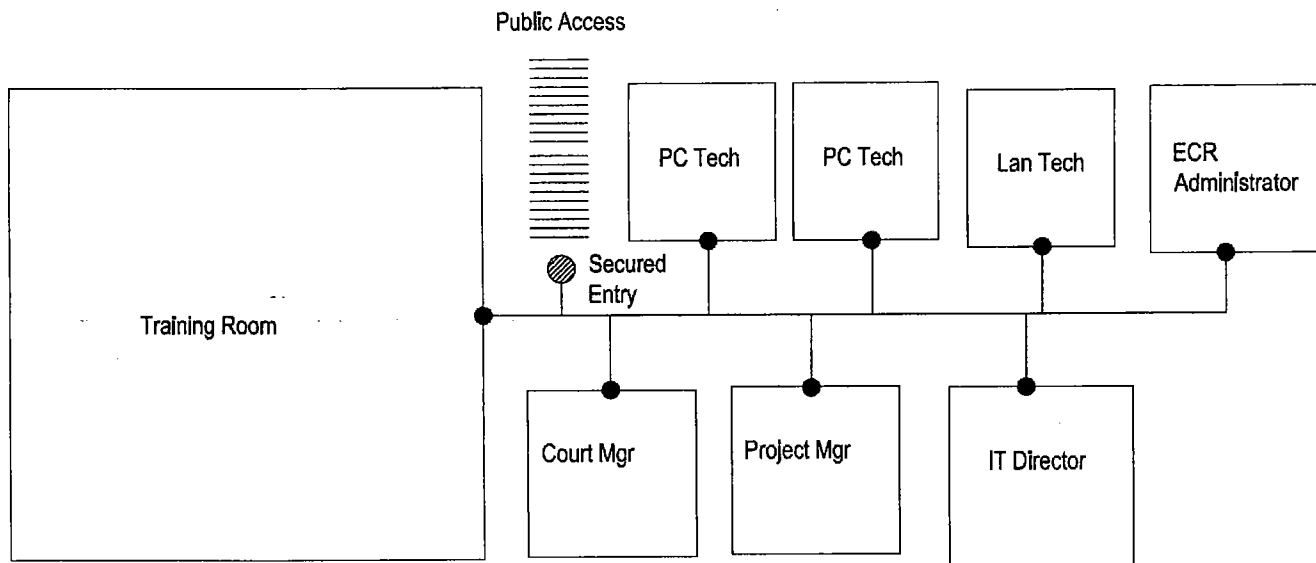 Public Access
PC Tech
PC Tech
Lan Tech
ECR
Administrator
Secured
Entry
Training Room
Court Mgr
Project Mgr
IT Director